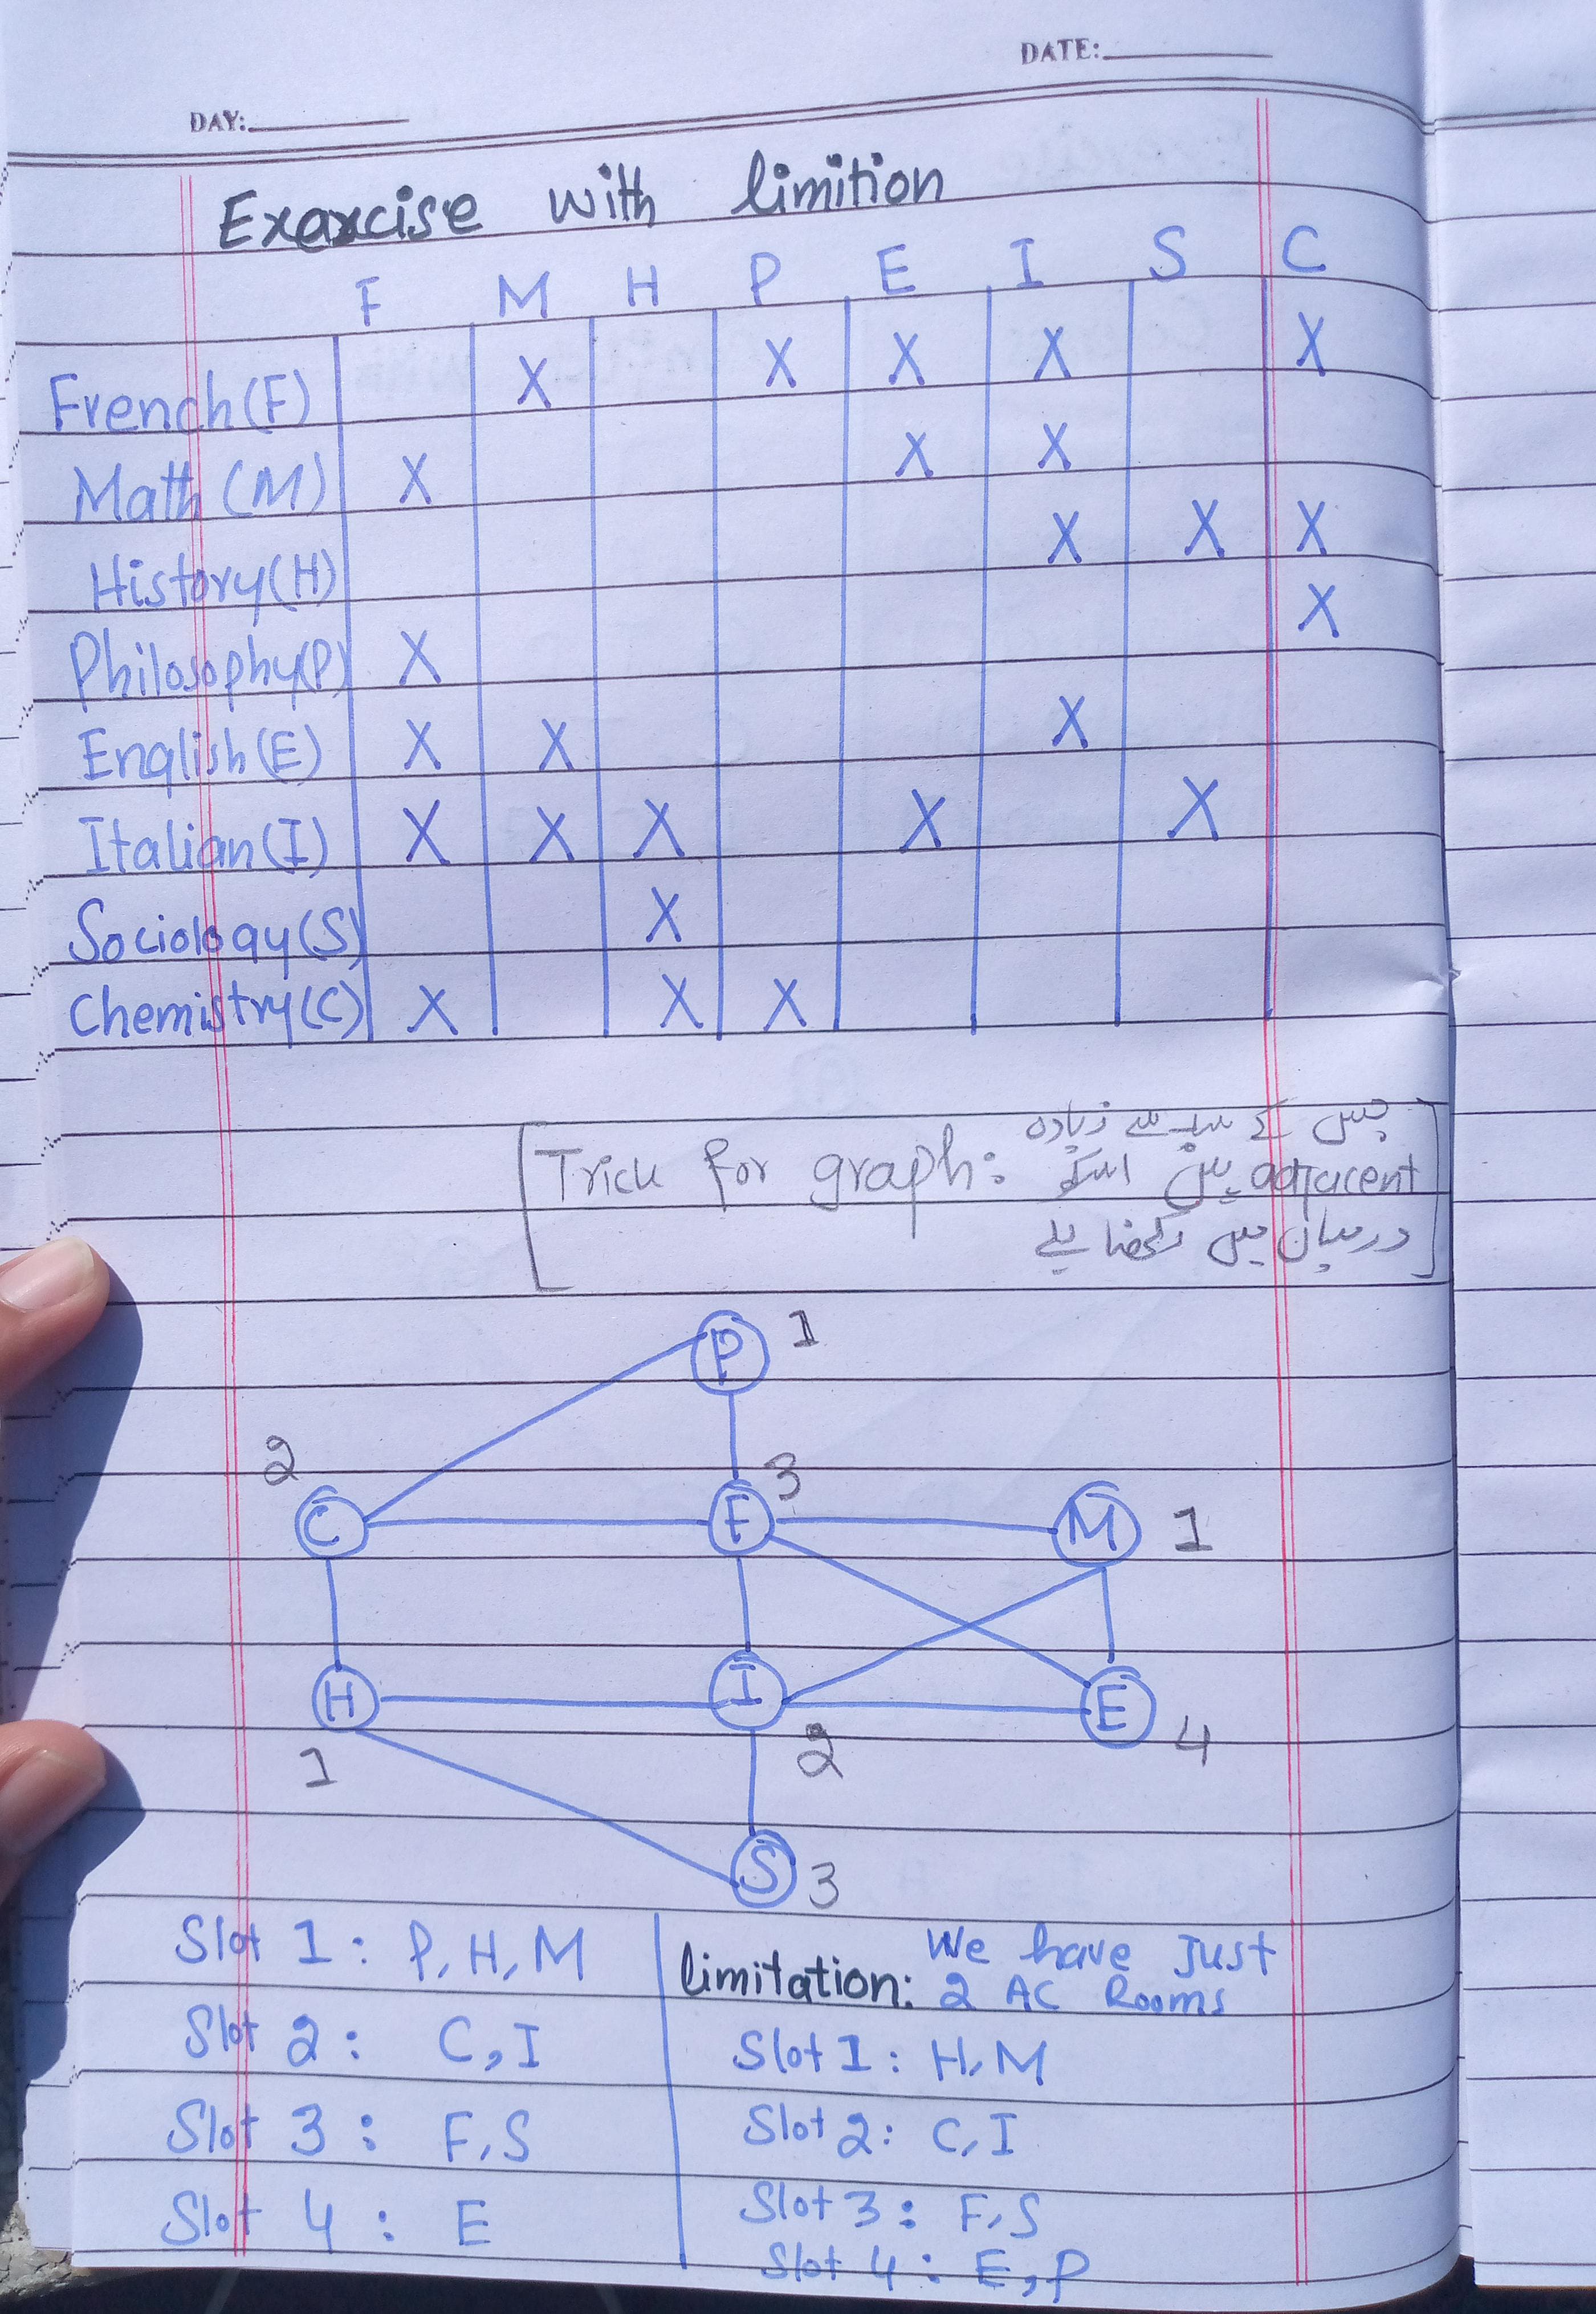 DATE:
DAY:
Exercise with limition
F M H P E I S C
French(F) X X X X X
Math (M) X X X
History(H) X X X
Philosophy(P) X X
English(E) X X X
Italian(I) X X X X X
Sociology(S) X
Chemistry(C) X X X
جس کے سب سے زیادہ
Trick for graph: adjacent ہیں اسکو
درمیان میں رکھنا ہے
P 1
2 3
C F M 1
H I E
1 2 4
S 3
Slot 1: P, H, M
Slot 2: C, I
Slot 3: F, S
Slot 4: E
We have Just
limitation: 2 AC Rooms
Slot 1: H, M
Slot 2: C, I
Slot 3: F, S
Slot 4: E, P